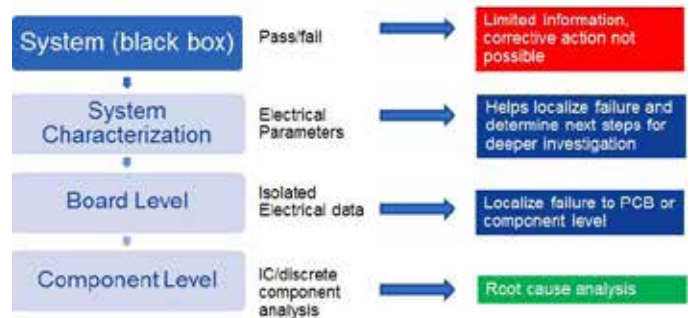 System (black box)
Pass/fail
Limited information,
corrective action not
possible
System
Characterization
Electrical
Parameters
Helps localize failure and
determine next steps for
deeper investigation
Board Level
Isolated
Electrical data
Localize failure to PCB or
component level
Component Level
IC/discrete
component
analysis
Root cause analysis